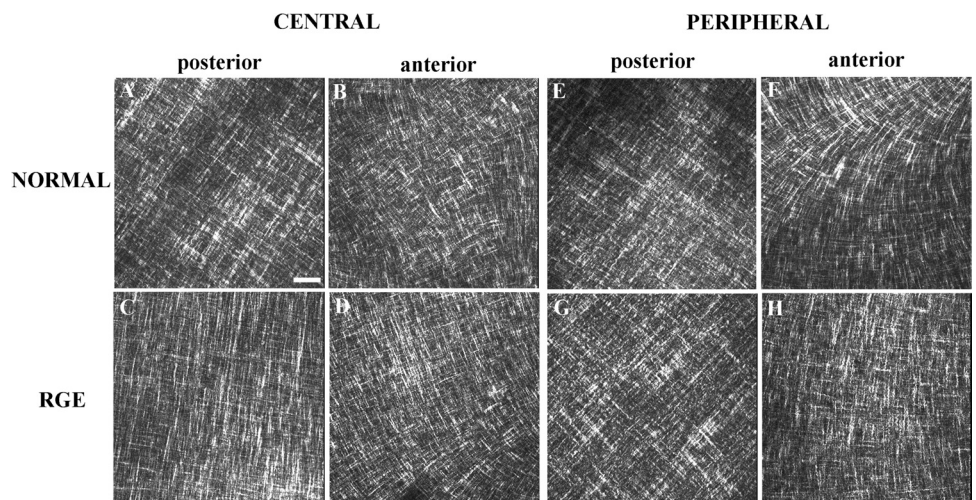 CENTRAL PERIPHERAL
posterior anterior posterior anterior
A B E F
NORMAL
C D G H
RGE